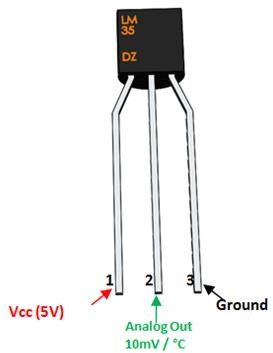 LM
35
DZ
1
2
3
Vcc (5V)
Ground
Analog Out
10mV / °C